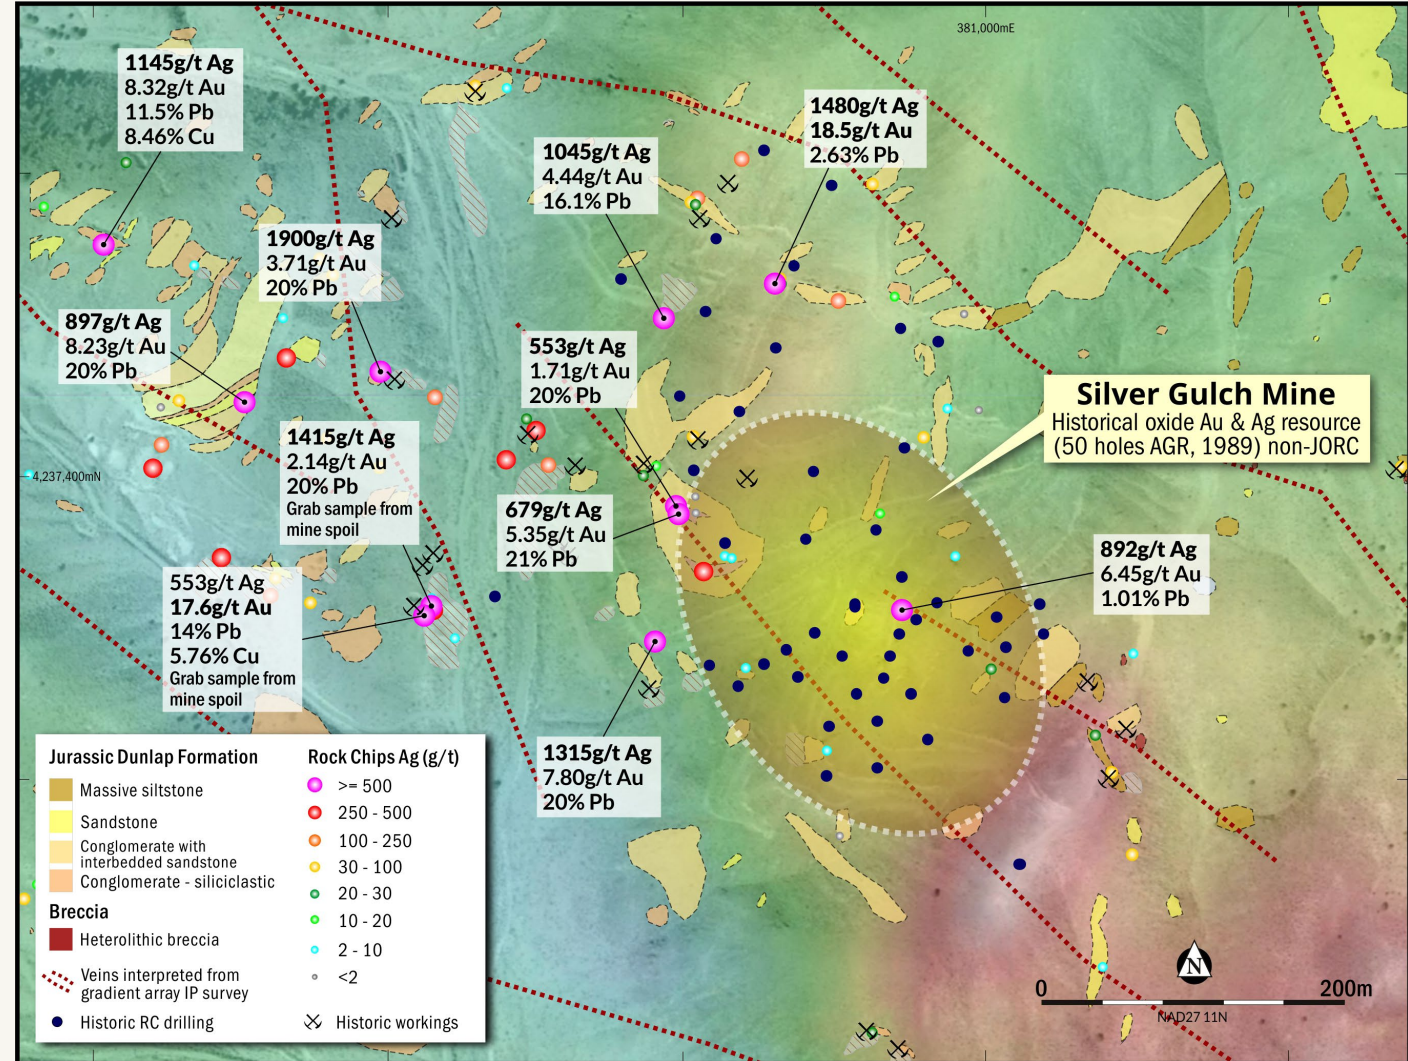 381,000mE
1145g/t Ag
8.32g/t Au
11.5% Pb
8.46% Cu
1480g/t Ag
18.5g/t Au
2.63% Pb
1045g/t Ag
4.44g/t Au
16.1% Pb
1900g/t Ag
3.71g/t Au
20% Pb
897g/t Ag
8.23g/t Au
20% Pb
553g/t Ag
1.71g/t Au
20% Pb
Silver Gulch Mine
Historical oxide Au & Ag resource
(50 holes AGR, 1989) non-JORC
1415g/t Ag
2.14g/t Au
20% Pb
Grab sample from
mine spoil
4,237,400mN
679g/t Ag
5.35g/t Au
21% Pb
892g/t Ag
6.45g/t Au
1.01% Pb
553g/t Ag
17.6g/t Au
14% Pb
5.76% Cu
Grab sample from
mine spoil
1315g/t Ag
7.80g/t Au
20% Pb
Jurassic Dunlap Formation
Massive siltstone
Sandstone
Conglomerate with
interbedded sandstone
Conglomerate - siliciclastic
Breccia
Heterolithic breccia
Veins interpreted from
gradient array IP survey
Historic RC drilling
Rock Chips Ag (g/t)
>= 500
250 - 500
100 - 250
30 - 100
20 - 30
10 - 20
2 - 10
<2
Historic workings
N
0
200m
NAD27 11N